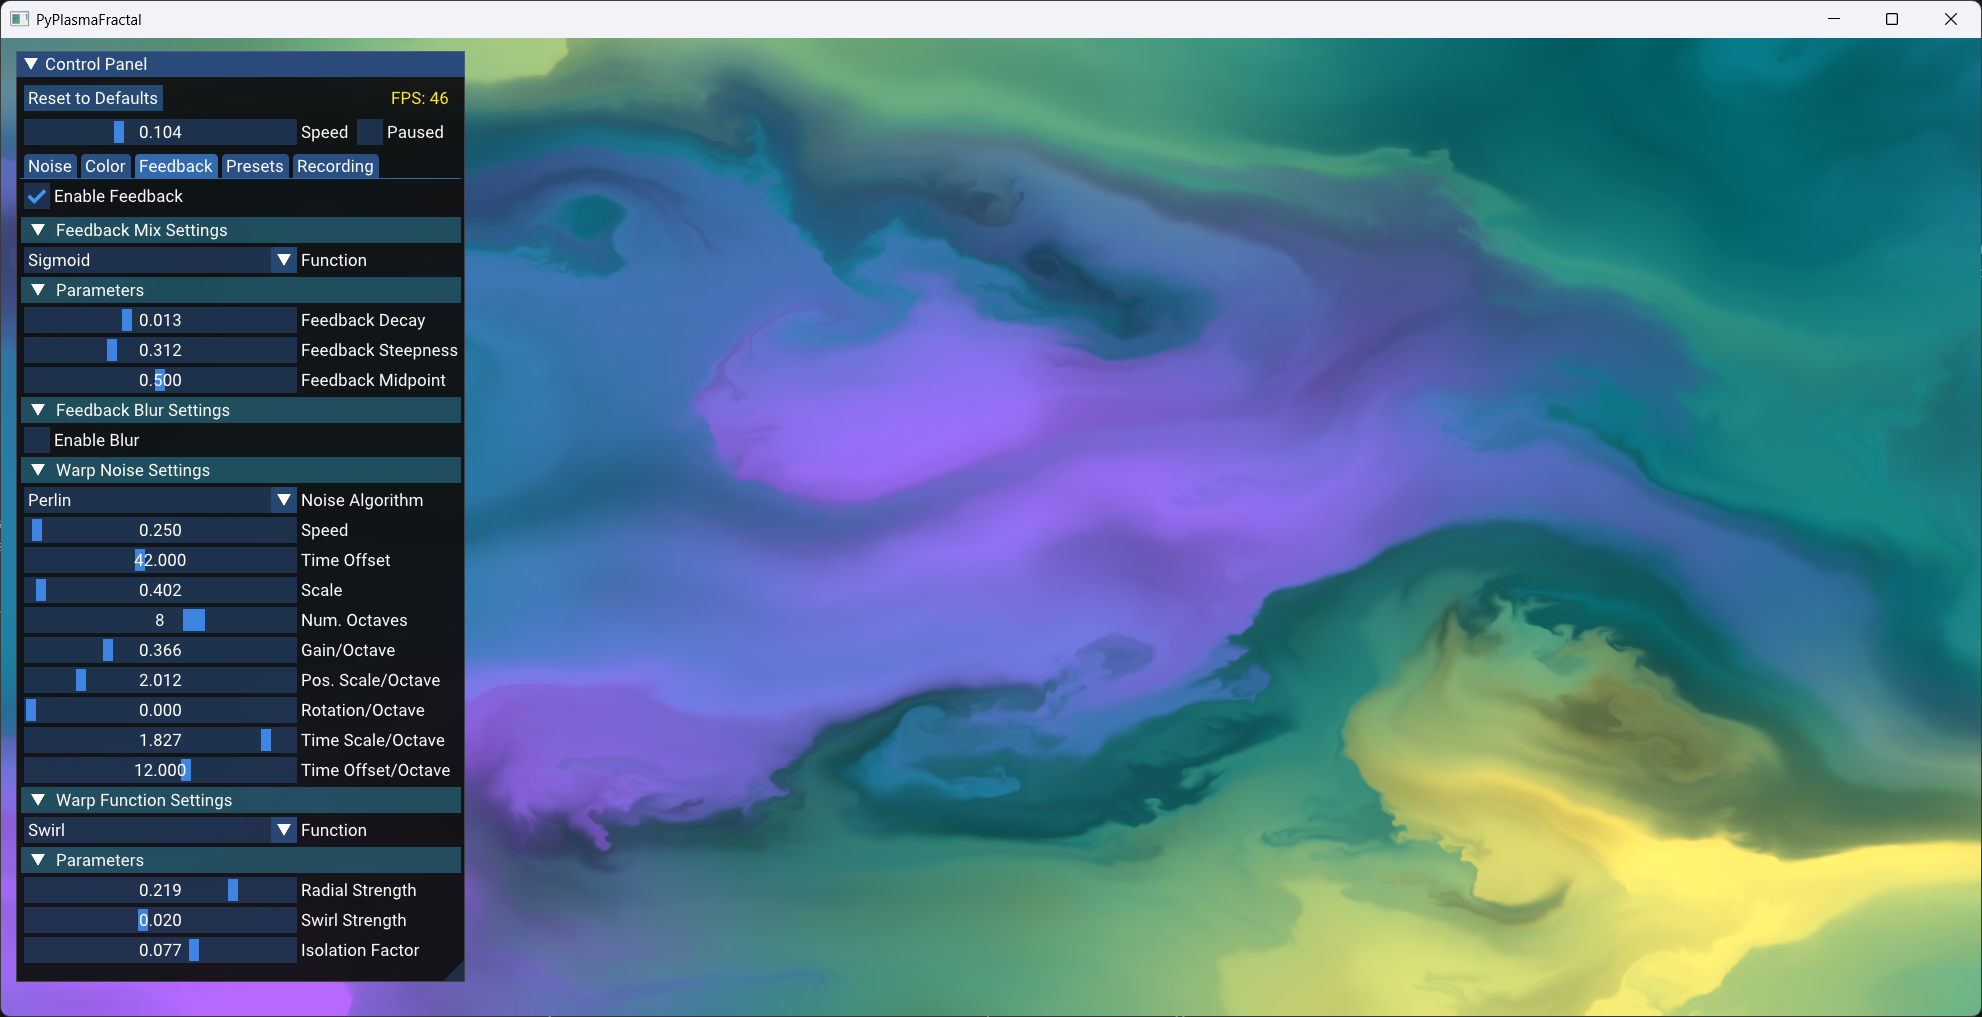 PyPlasmaFractal
Control Panel
Reset to Defaults FPS: 46
0.104 Speed Paused
Noise Color Feedback Presets Recording
Enable Feedback
Feedback Mix Settings
Sigmoid Function
Parameters
0.013 Feedback Decay
0.312 Feedback Steepness
0.500 Feedback Midpoint
Feedback Blur Settings
Enable Blur
Warp Noise Settings
Perlin Noise Algorithm
0.250 Speed
42.000 Time Offset
0.402 Scale
8 Num. Octaves
0.366 Gain/Octave
2.012 Pos. Scale/Octave
0.000 Rotation/Octave
1.827 Time Scale/Octave
12.000 Time Offset/Octave
Warp Function Settings
Swirl Function
Parameters
0.219 Radial Strength
0.020 Swirl Strength
0.077 Isolation Factor